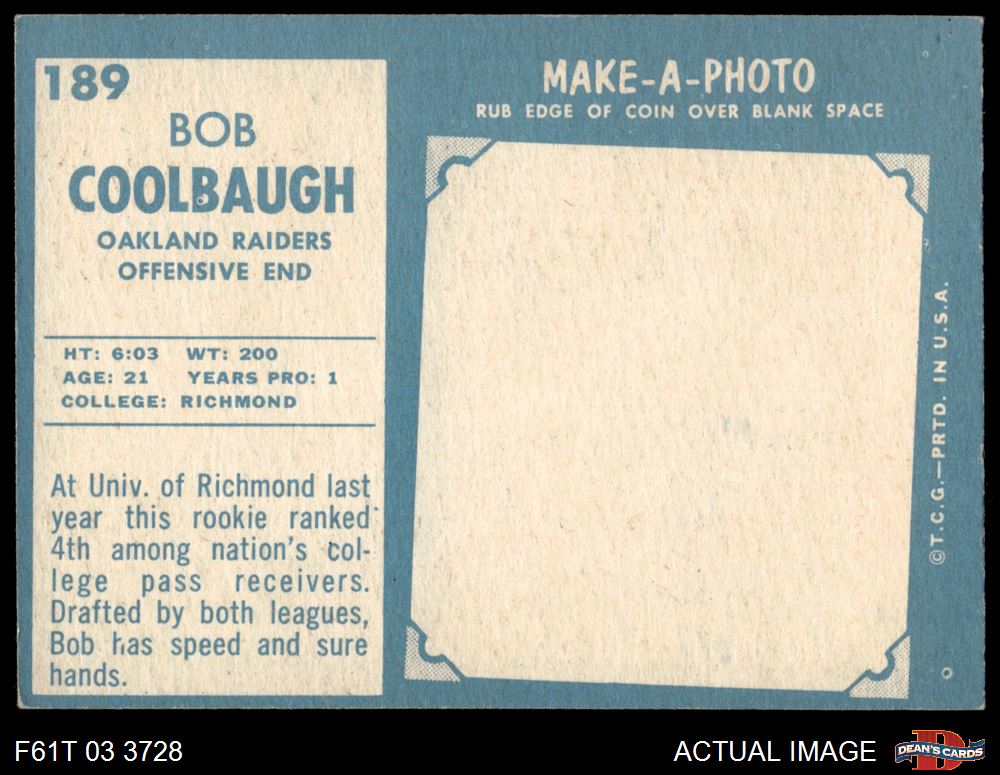 189
BOB
COOLBAUGH
OAKLAND RAIDERS
OFFENSIVE END
HT: 6:03 WT: 200
AGE: 21 YEARS PRO: 1
COLLEGE: RICHMOND
At Univ. of Richmond last
year this rookie ranked
4th among nation's col-
lege pass receivers.
Drafted by both leagues,
Bob has speed and sure
hands.
MAKE-A-PHOTO
RUB EDGE OF COIN OVER BLANK SPACE
©T.C.G.—PRTD. IN U.S.A.
F61T 03 3728
ACTUAL IMAGE
D
DEAN'S CARDS